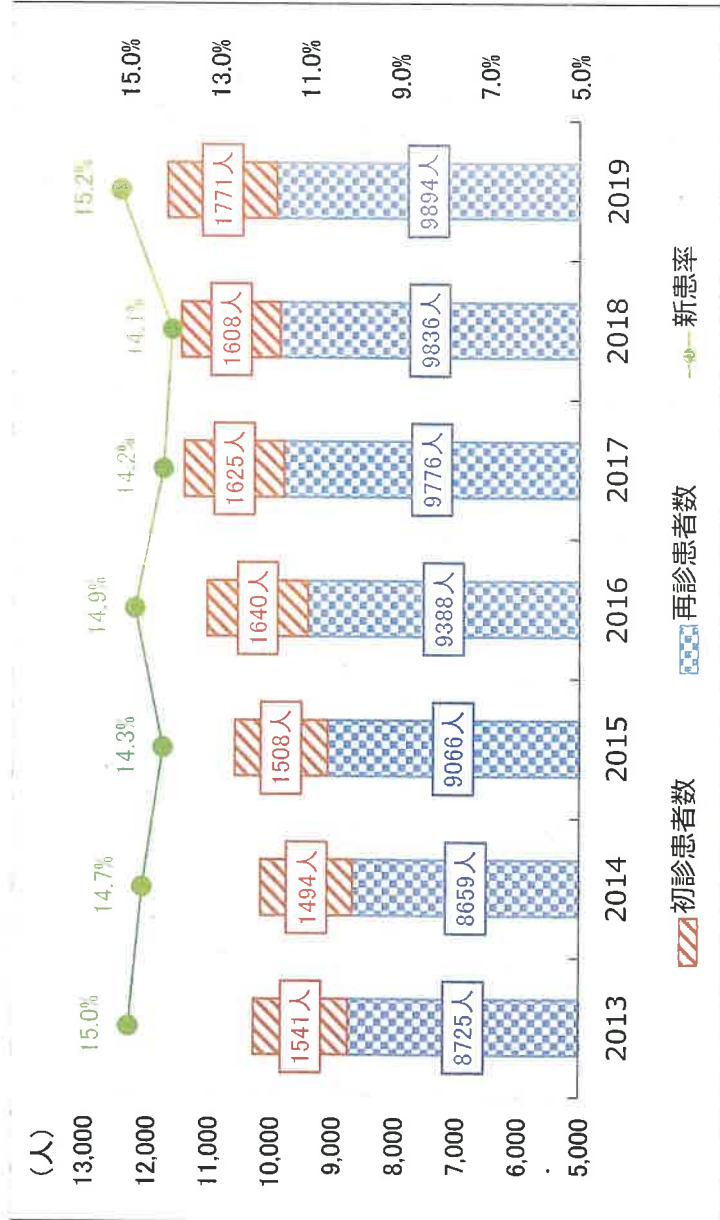 (人)
13,000
12,000
11,000
10,000
9,000
8,000
7,000
6,000
5,000
15.0%
13.0%
11.0%
9.0%
7.0%
5.0%
15.0%
14.7%
14.3%
14.9%
14.2%
14.1%
15.2%
1541人
1494人
1508人
1640人
1625人
1608人
1771人
8725人
8659人
9066人
9388人
9776人
9836人
9894人
2013 2014 2015 2016 2017 2018 2019
初診患者数 再診患者数 新患率